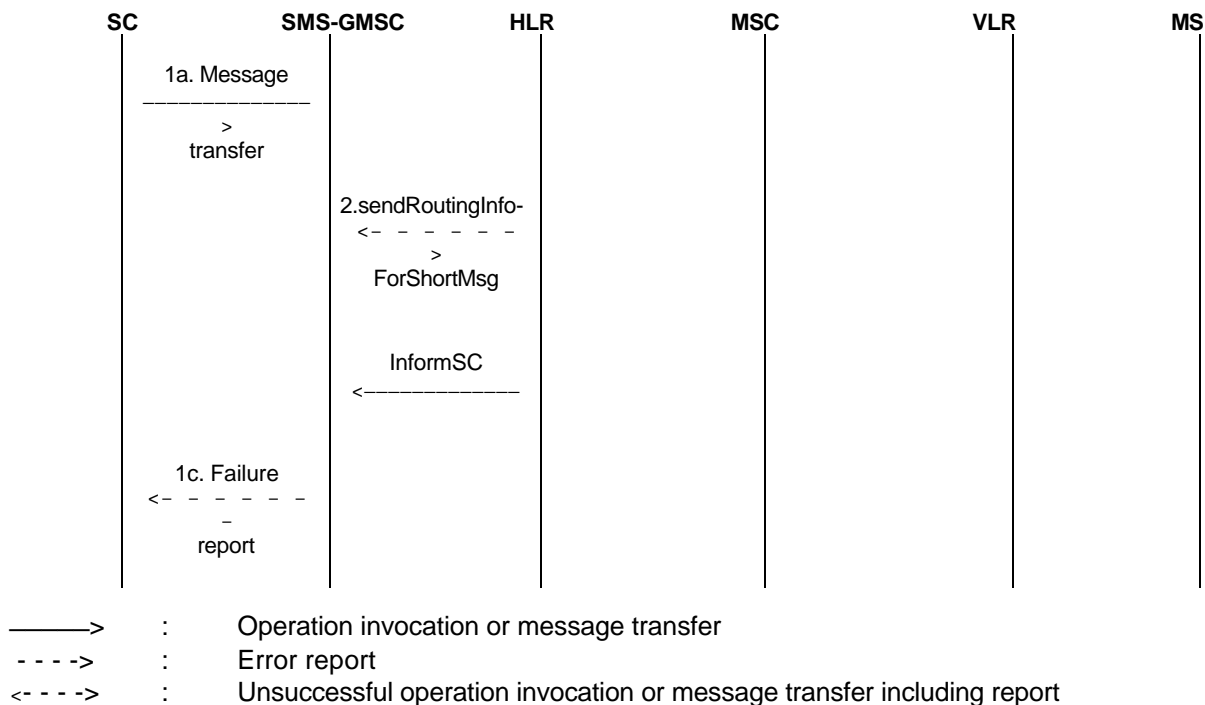 SC SMS-GMSC HLR MSC VLR MS
1a. Message
——————————————
>
transfer
2.sendRoutingInfo-
<- - - - - -
>
ForShortMsg
InformSC
<—————————————
1c. Failure
<- - - - - -
-
report
——————> : Operation invocation or message transfer
- - - -> : Error report
<- - - -> : Unsuccessful operation invocation or message transfer including report